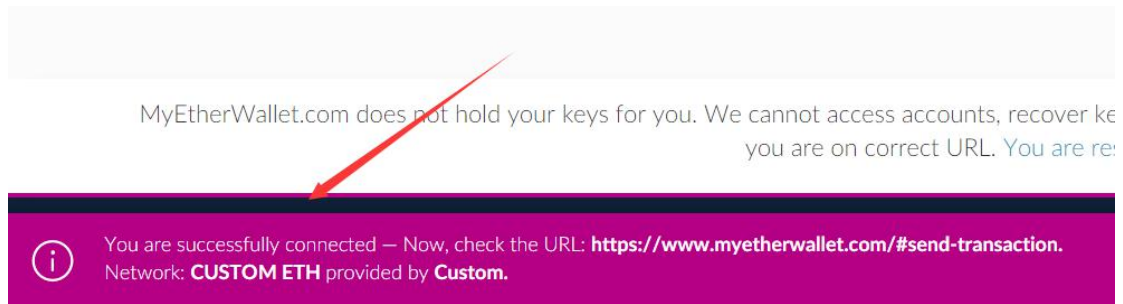 MyEtherWallet.com does not hold your keys for you. We cannot access accounts, recover ke
you are on correct URL. You are re
You are successfully connected — Now, check the URL: https://www.myetherwallet.com/#send-transaction.
Network: CUSTOM ETH provided by Custom.